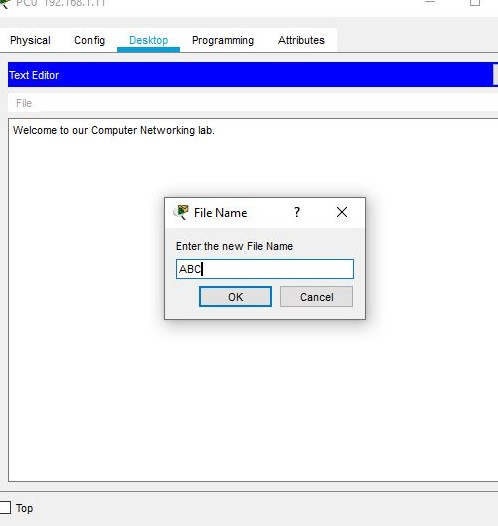 PC0 192.168.1.11
Physical Config Desktop Programming Attributes
Text Editor
File
Welcome to our Computer Networking lab.
File Name ?
Enter the new File Name
ABC
OK Cancel
Top